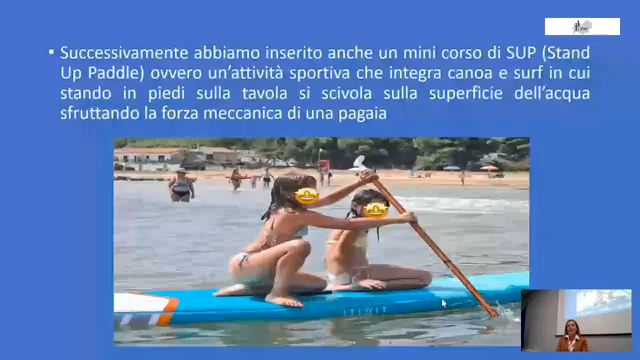 • Successivamente abbiamo inserito anche un mini corso di SUP (Stand
Up Paddle) ovvero un'attività sportiva che integra canoa e surf in cui
stando in piedi sulla tavola si scivola sulla superficie dell'acqua
sfruttando la forza meccanica di una pagaia